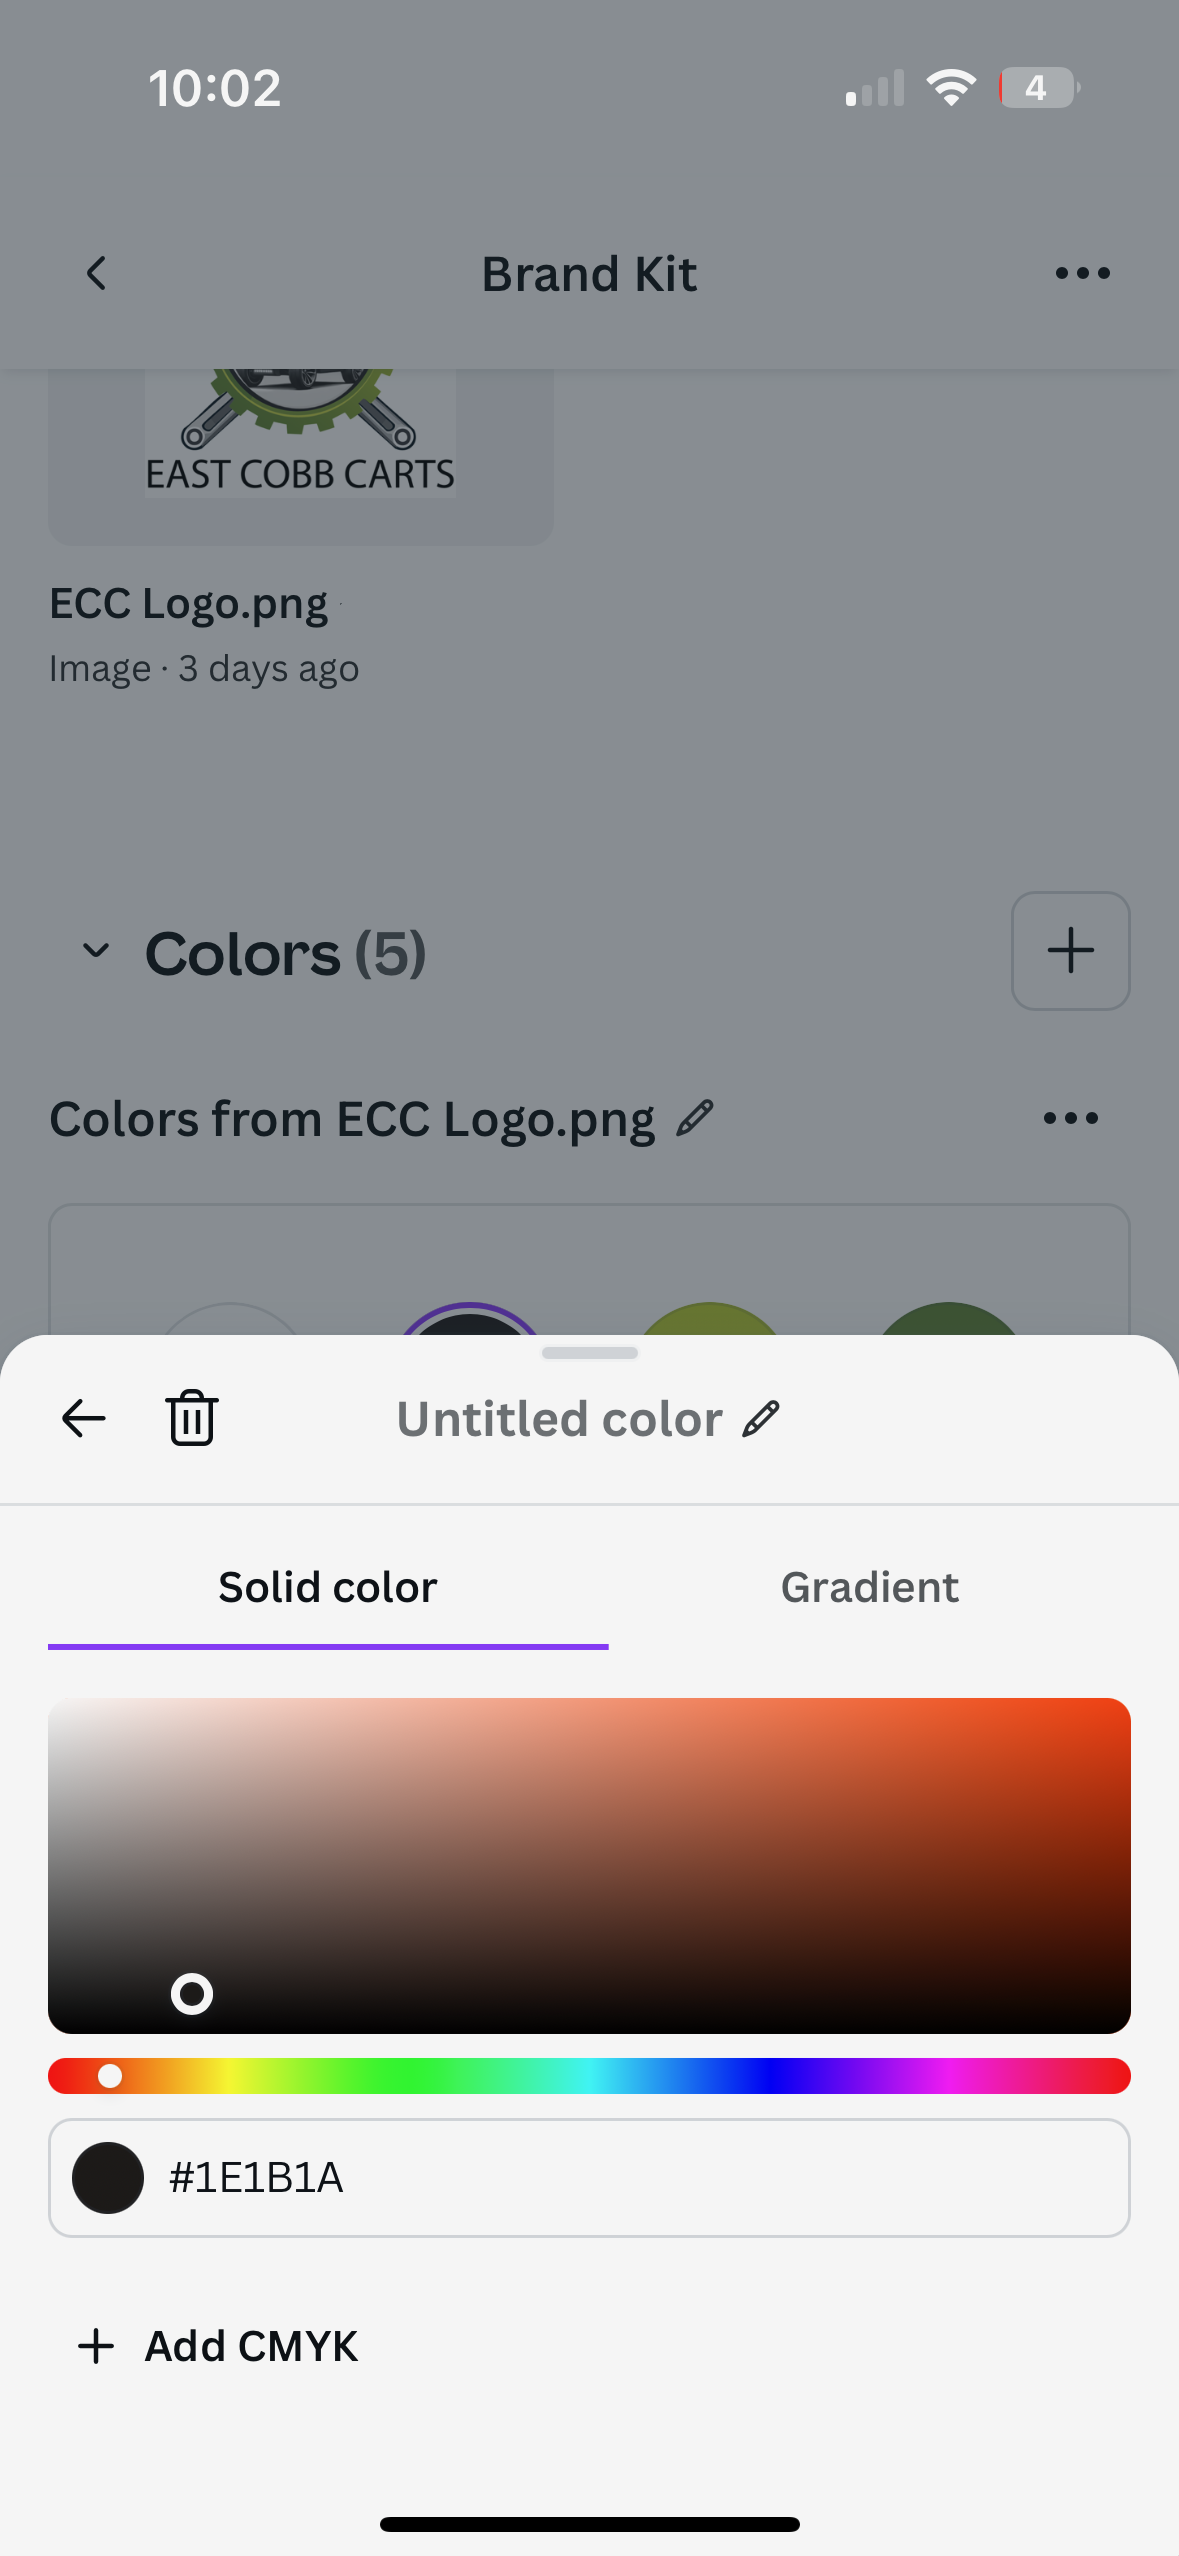 10:02
4
Brand Kit
EAST COBB CARTS
ECC Logo.png
Image · 3 days ago
Colors (5)
Colors from ECC Logo.png
Untitled color
Solid color
Gradient
#1E1B1A
Add CMYK